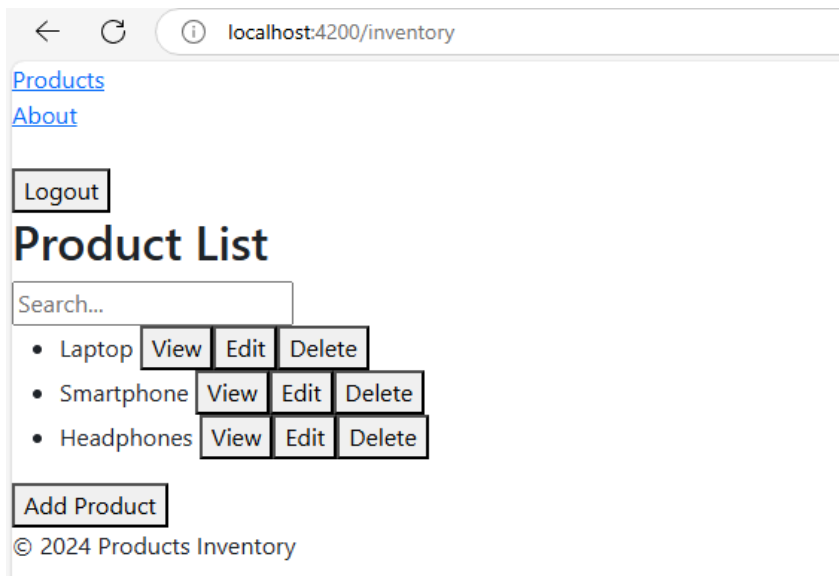 localhost:4200/inventory
Products
About
Logout
Product List
Search...
Laptop View Edit Delete
Smartphone View Edit Delete
Headphones View Edit Delete
Add Product
© 2024 Products Inventory